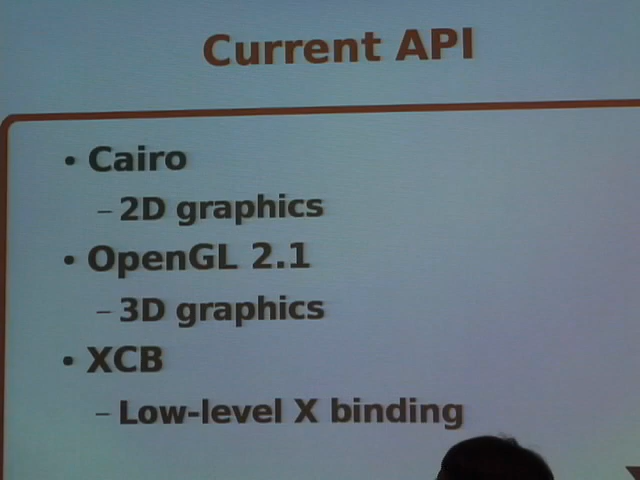 Current API
• Cairo
– 2D graphics
• OpenGL 2.1
– 3D graphics
• XCB
– Low-level X binding